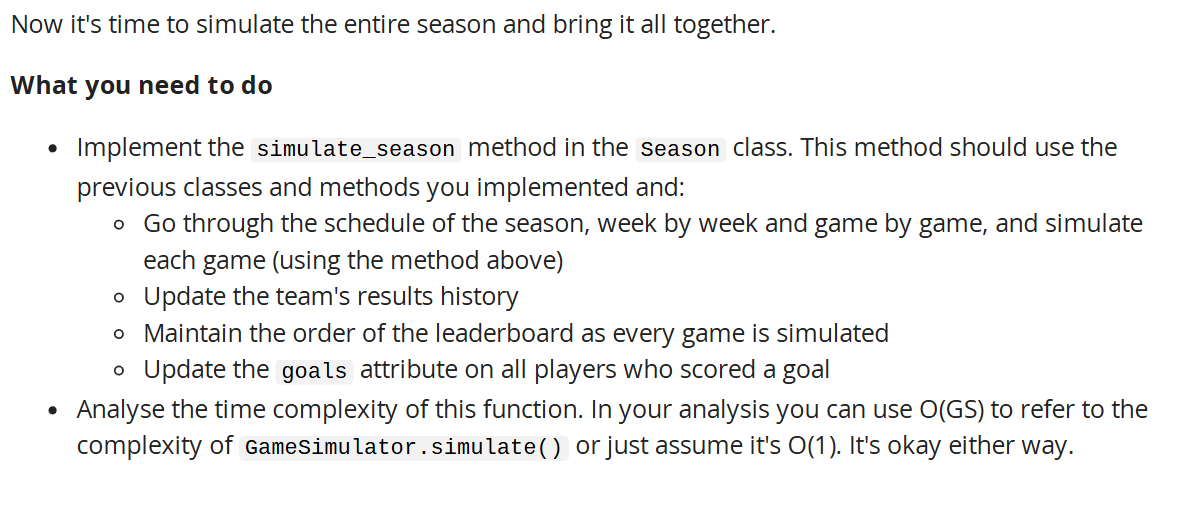 Now it's time to simulate the entire season and bring it all together.
What you need to do
• Implement the simulate_season method in the Season class. This method should use the
previous classes and methods you implemented and:
◦ Go through the schedule of the season, week by week and game by game, and simulate
each game (using the method above)
◦ Update the team's results history
◦ Maintain the order of the leaderboard as every game is simulated
◦ Update the goals attribute on all players who scored a goal
• Analyse the time complexity of this function. In your analysis you can use O(GS) to refer to the
complexity of GameSimulator.simulate() or just assume it's O(1). It's okay either way.